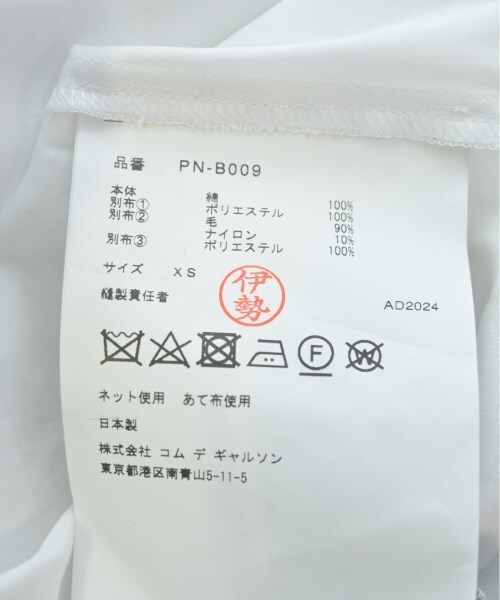 品番 PN-B009
本体 綿 100%
別布① ポリエステル 100%
別布② 毛 90%
ナイロン 10%
別布③ ポリエステル 100%
サイズ XS
縫製責任者 伊勢 AD2024
F W
ネット使用 あて布使用
日本製
株式会社 コム デ ギャルソン
東京都港区南青山5-11-5